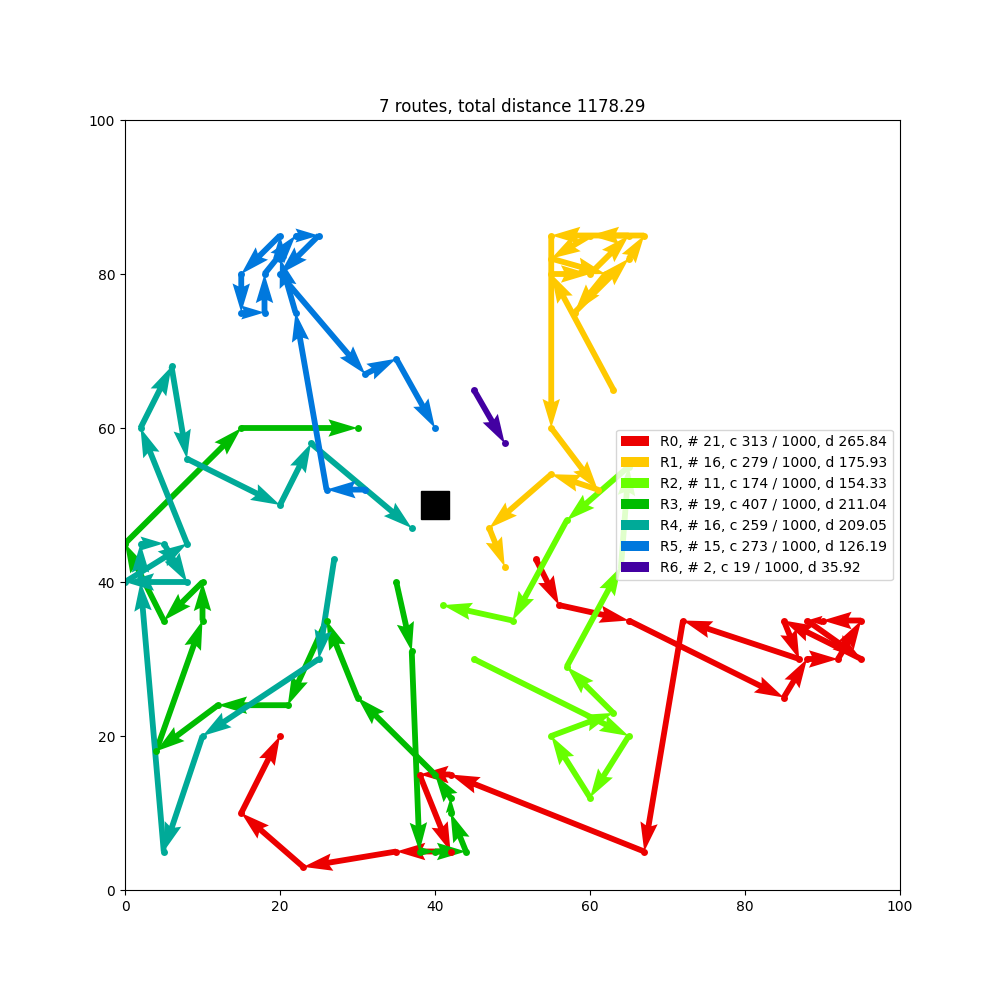 7 routes, total distance 1178.29
100
80
60
40
20
0
R0, # 21, c 313 / 1000, d 265.84
R1, # 16, c 279 / 1000, d 175.93
R2, # 11, c 174 / 1000, d 154.33
R3, # 19, c 407 / 1000, d 211.04
R4, # 16, c 259 / 1000, d 209.05
R5, # 15, c 273 / 1000, d 126.19
R6, # 2, c 19 / 1000, d 35.92
0 20 40 60 80 100